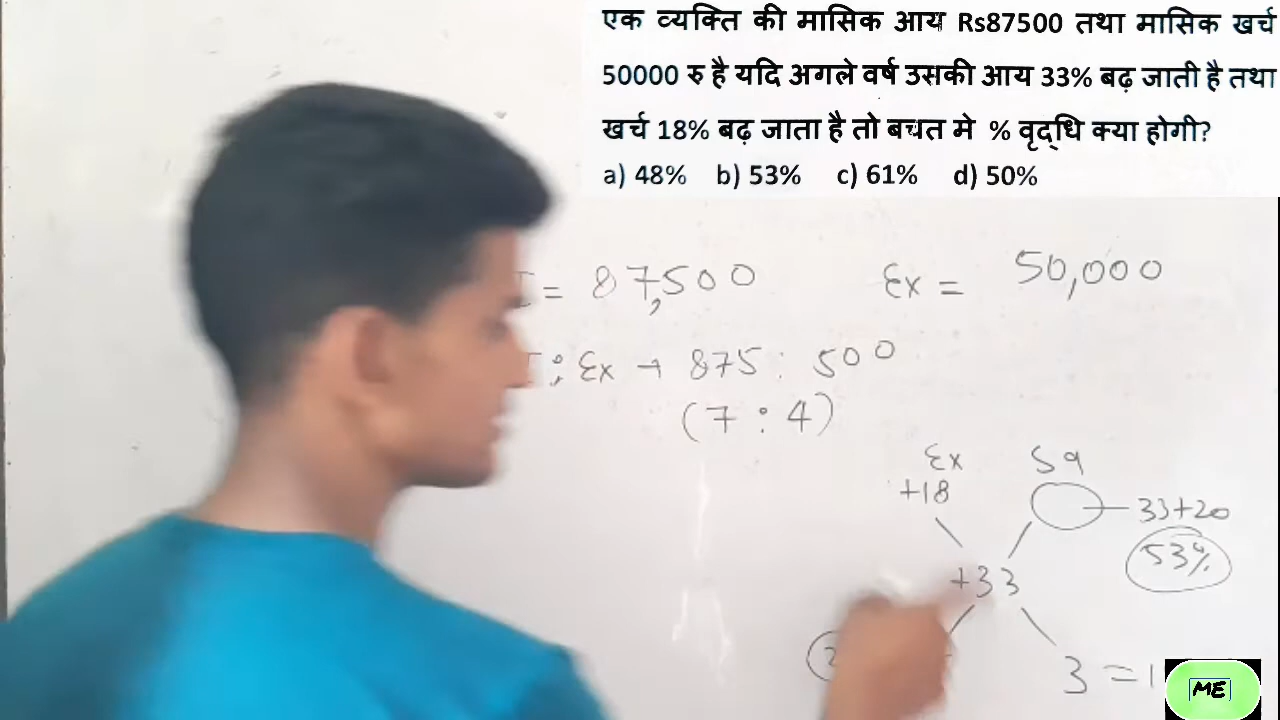 एक व्यक्ति की मासिक आय Rs87500 तथा मासिक खर्च
50000 रु है यदि अगले वर्ष उसकी आय 33% बढ़ जाती है तथा
खर्च 18% बढ़ जाता है तो बचत मे % वृद्धि क्या होगी?
a) 48% b) 53% c) 61% d) 50%
I = 87,500 Ex = 50,000
: Ex → 875 : 500
(7 : 4)
Ex Sa
+18 33+20
53%
+33
3 = 1
ME